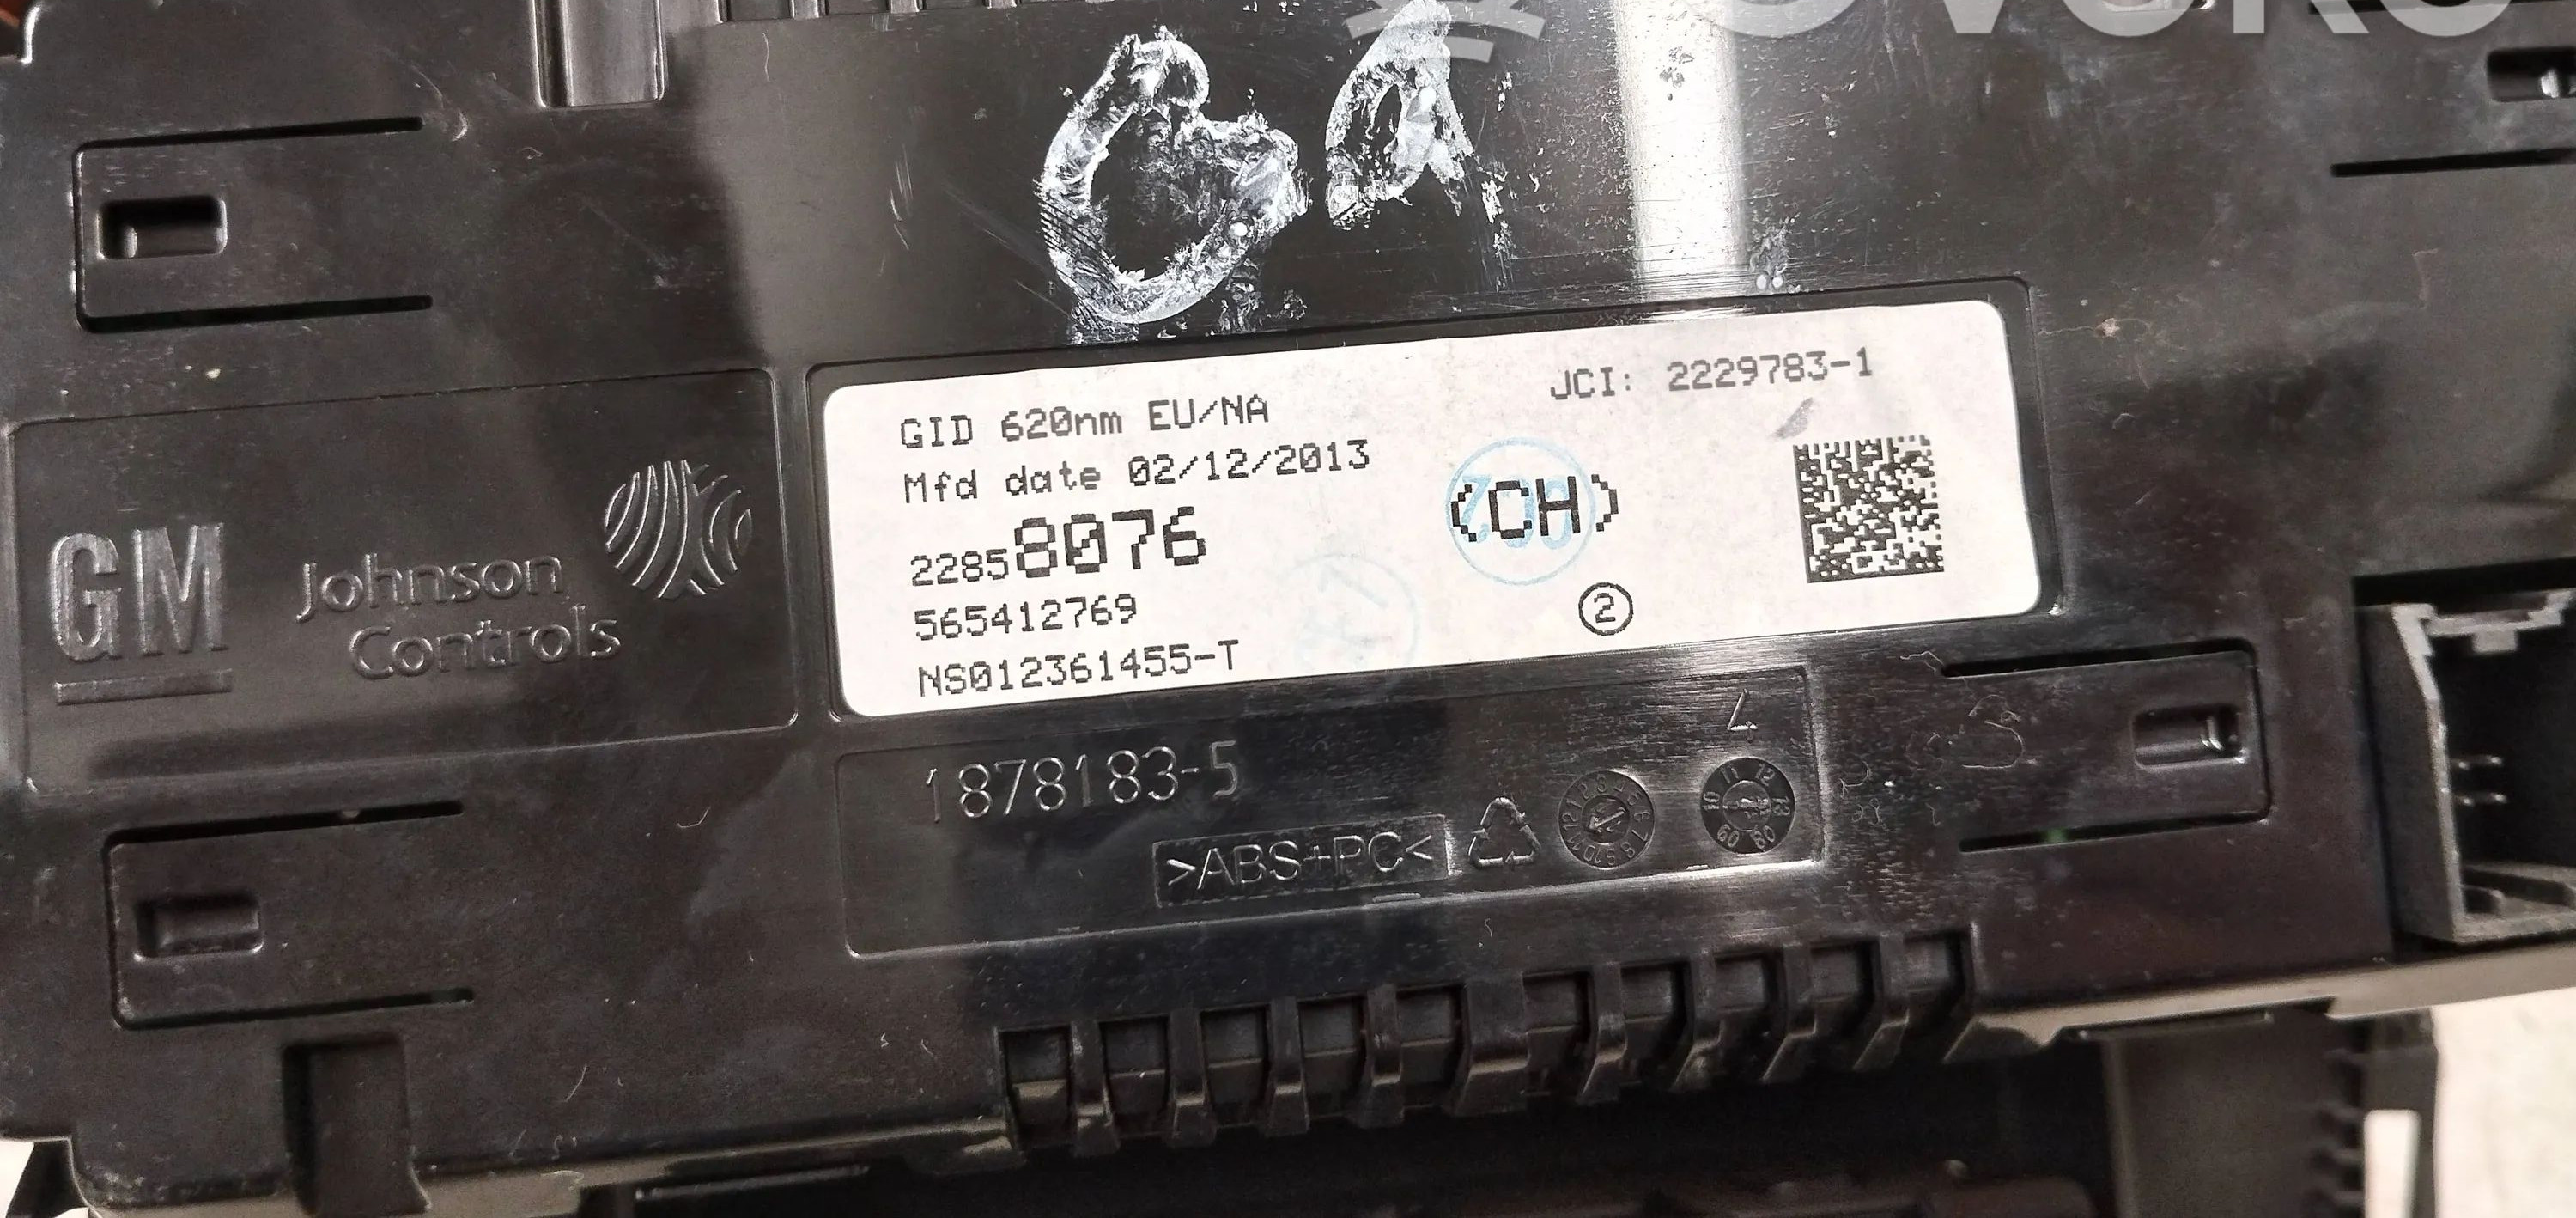 GA
JCI: 2229783-1
GID 620nm EU/NA
Mfd date 02/12/2013
22858076
(CH)
565412769
2
NS012361455-T
GM
Johnson
Controls
1878183-5
>ABS+PC<